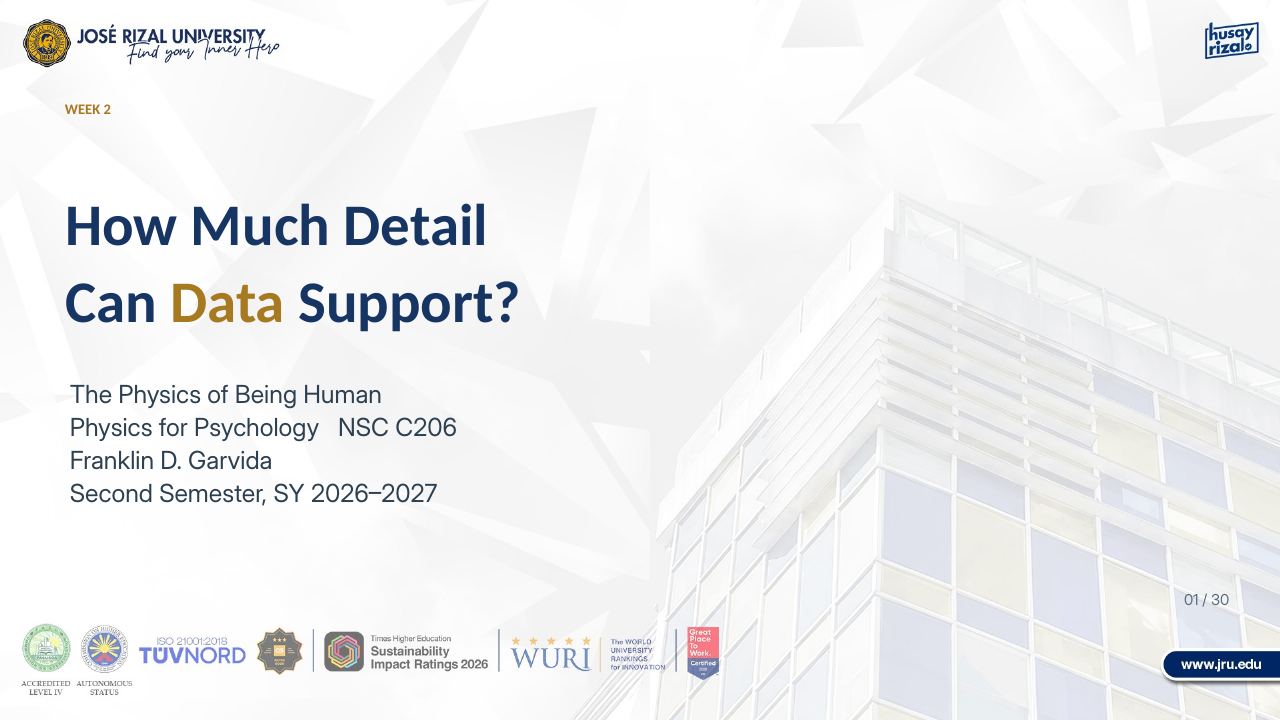 JOSÉ RIZAL UNIVERSITY
Find your Inner Hero
husay
rizal
WEEK 2
How Much Detail
Can Data Support?
The Physics of Being Human
Physics for Psychology NSC C206
Franklin D. Garvida
Second Semester, SY 2026–2027
01 / 30
ACCREDITED
LEVEL IV
AUTONOMOUS
STATUS
ISO 21001:2018
TÜVNORD
Times Higher Education
Sustainability
Impact Ratings 2026
WURI
The WORLD
UNIVERSITY
RANKINGS
for INNOVATION
Great
Place
To
Work.
Certified
www.jru.edu